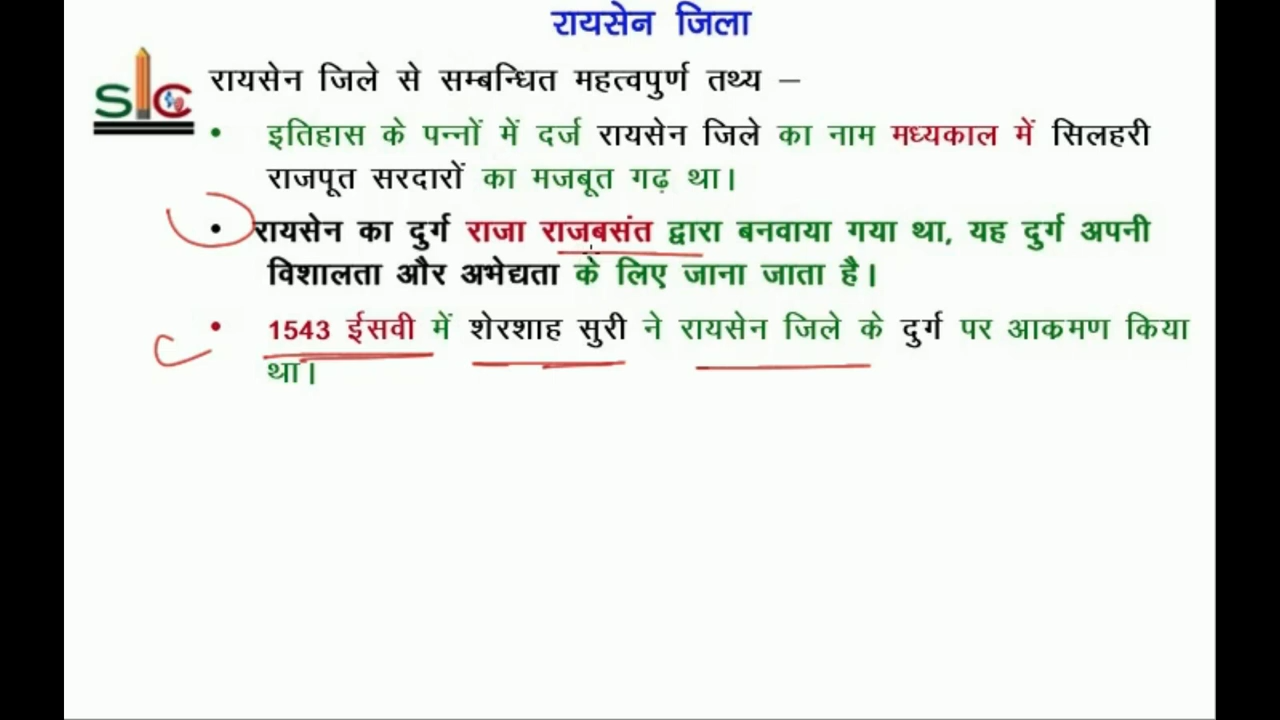 रायसेन जिला
SIC
रायसेन जिले से सम्बन्धित महत्वपुर्ण तथ्य –
• इतिहास के पन्नों में दर्ज रायसेन जिले का नाम मध्यकाल में सिलहरी
राजपूत सरदारों का मजबूत गढ़ था।
• रायसेन का दुर्ग राजा राजबसंत द्वारा बनवाया गया था, यह दुर्ग अपनी
विशालता और अभेद्यता के लिए जाना जाता है।
• 1543 ईसवी में शेरशाह सुरी ने रायसेन जिले के दुर्ग पर आक्रमण किया
था।